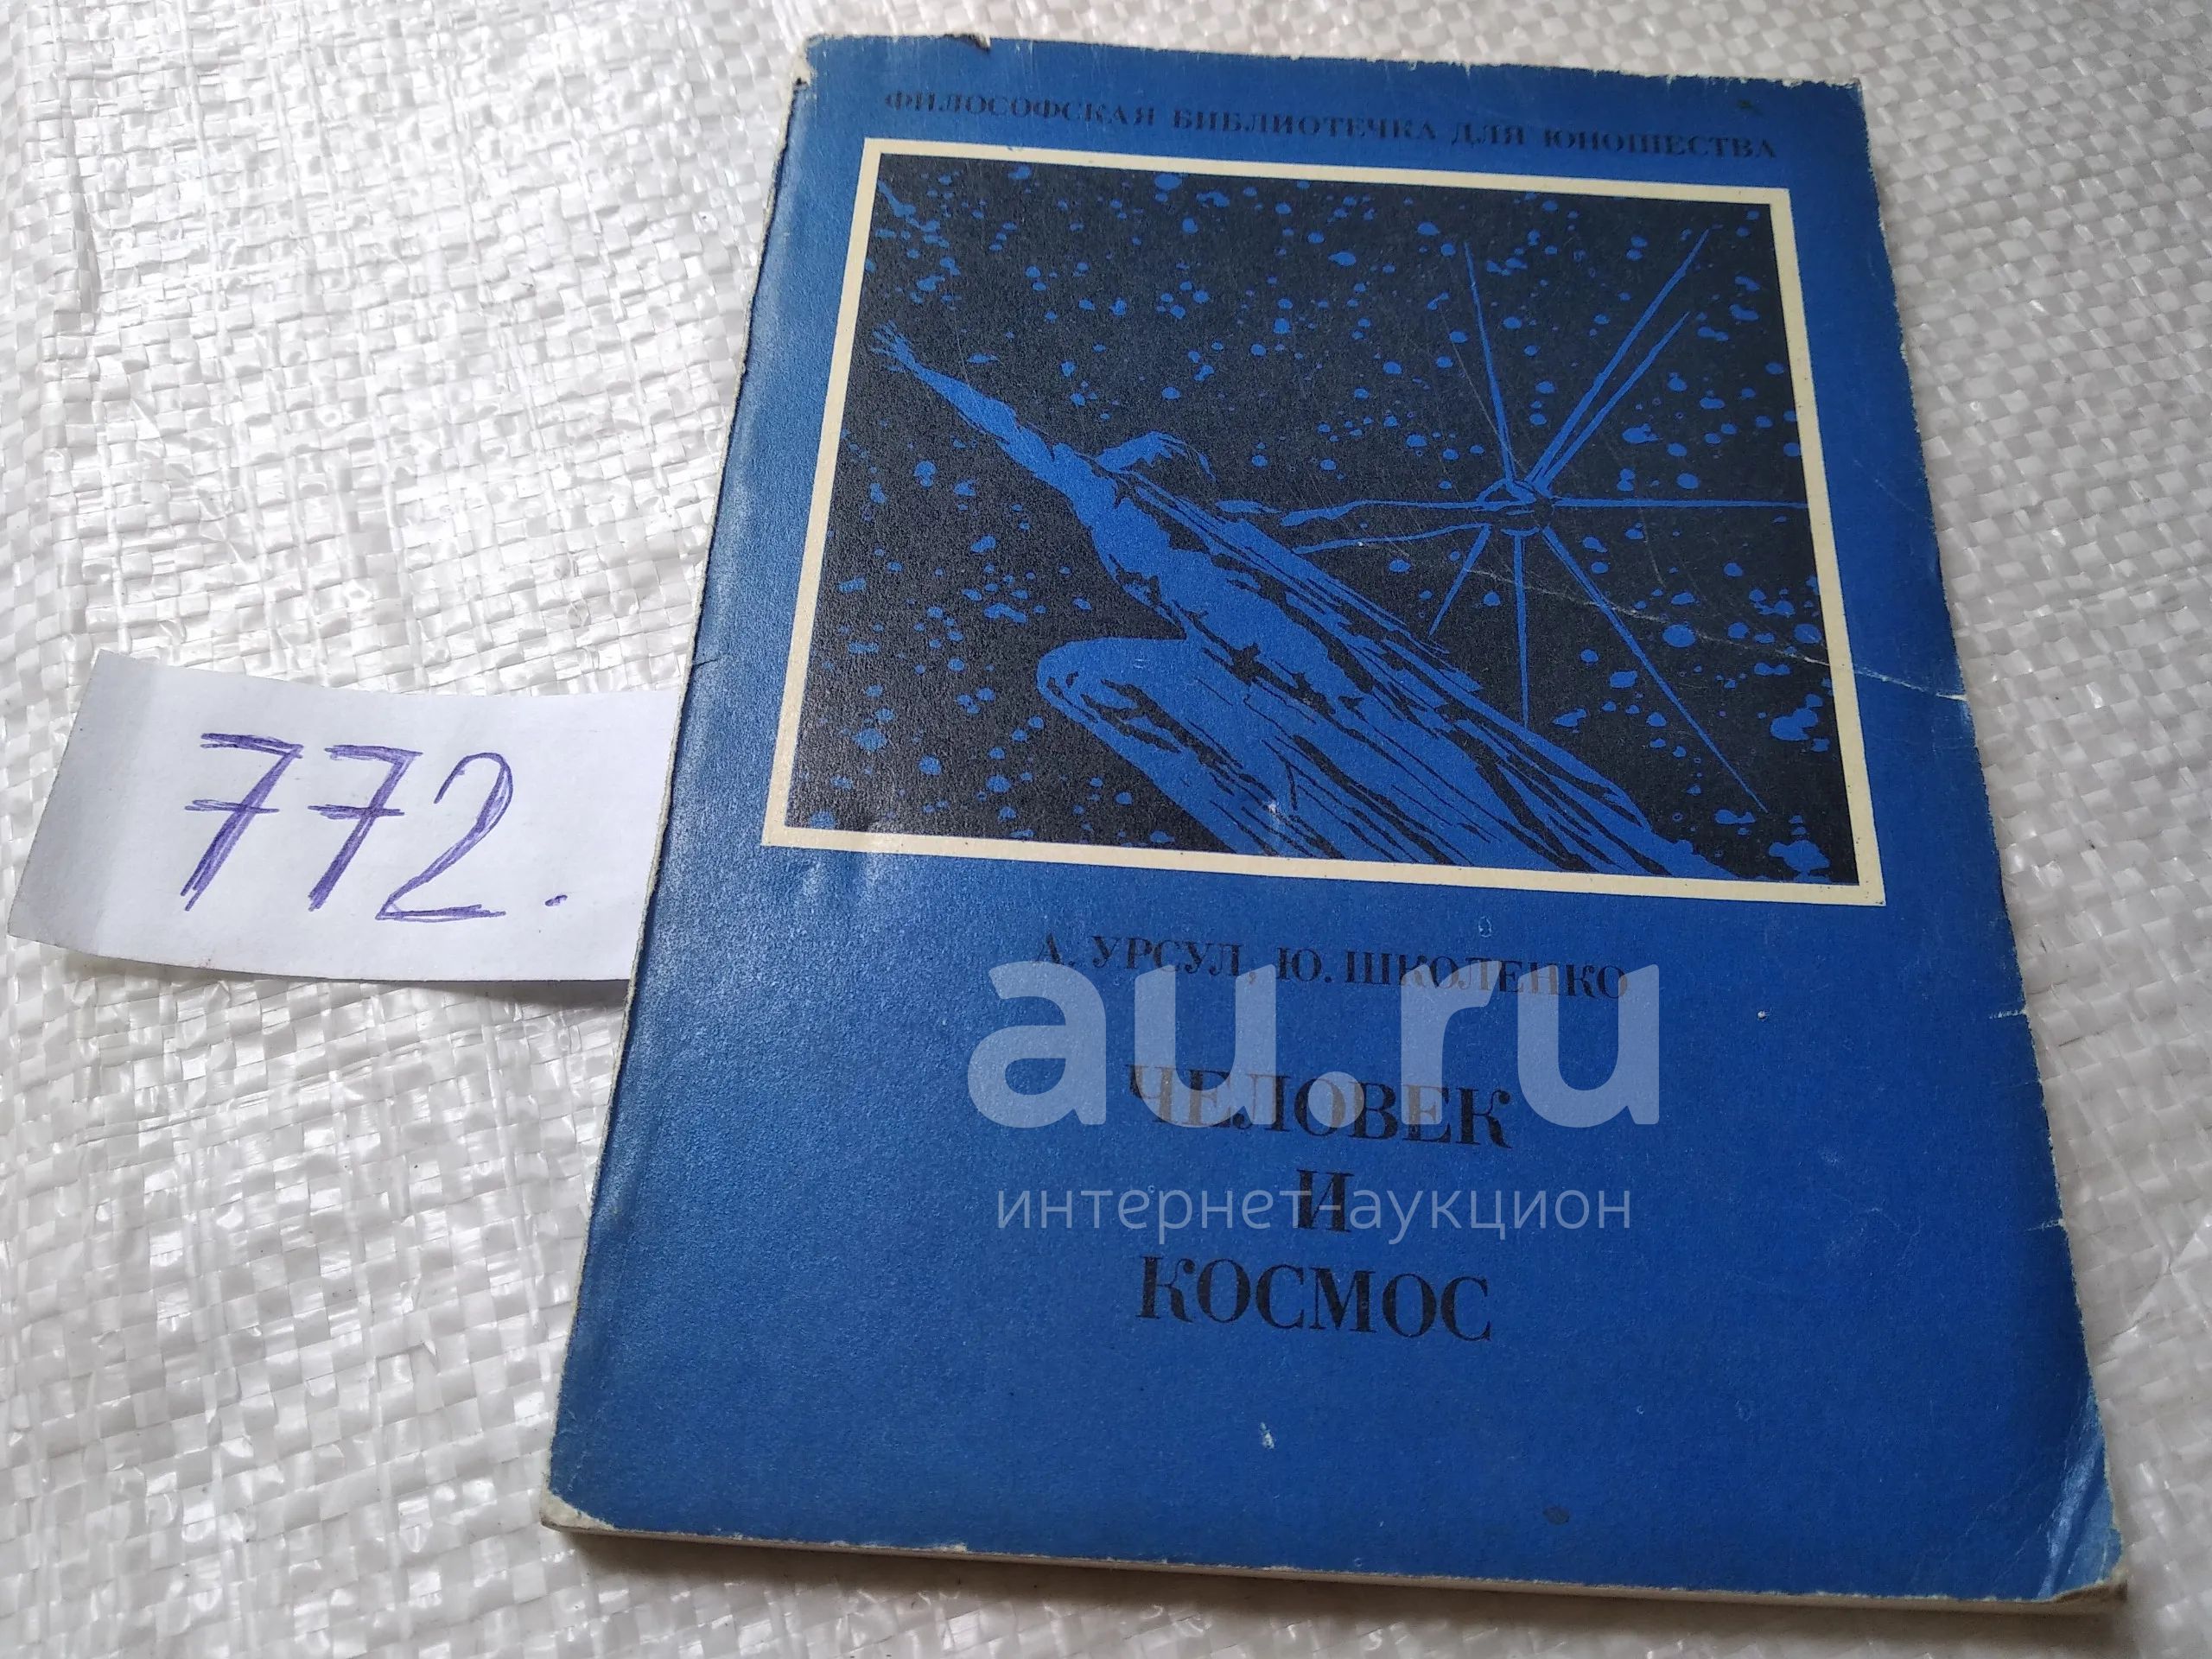 ФИЛОСОФСКАЯ БИБЛИОТЕЧКА ДЛЯ ЮНОШЕСТВА
772.
А. УРСУЛ, Ю. ШКОЛЕНКО
au.ru
ЧЕЛОВЕК
интернет-аукцион
И
КОСМОС